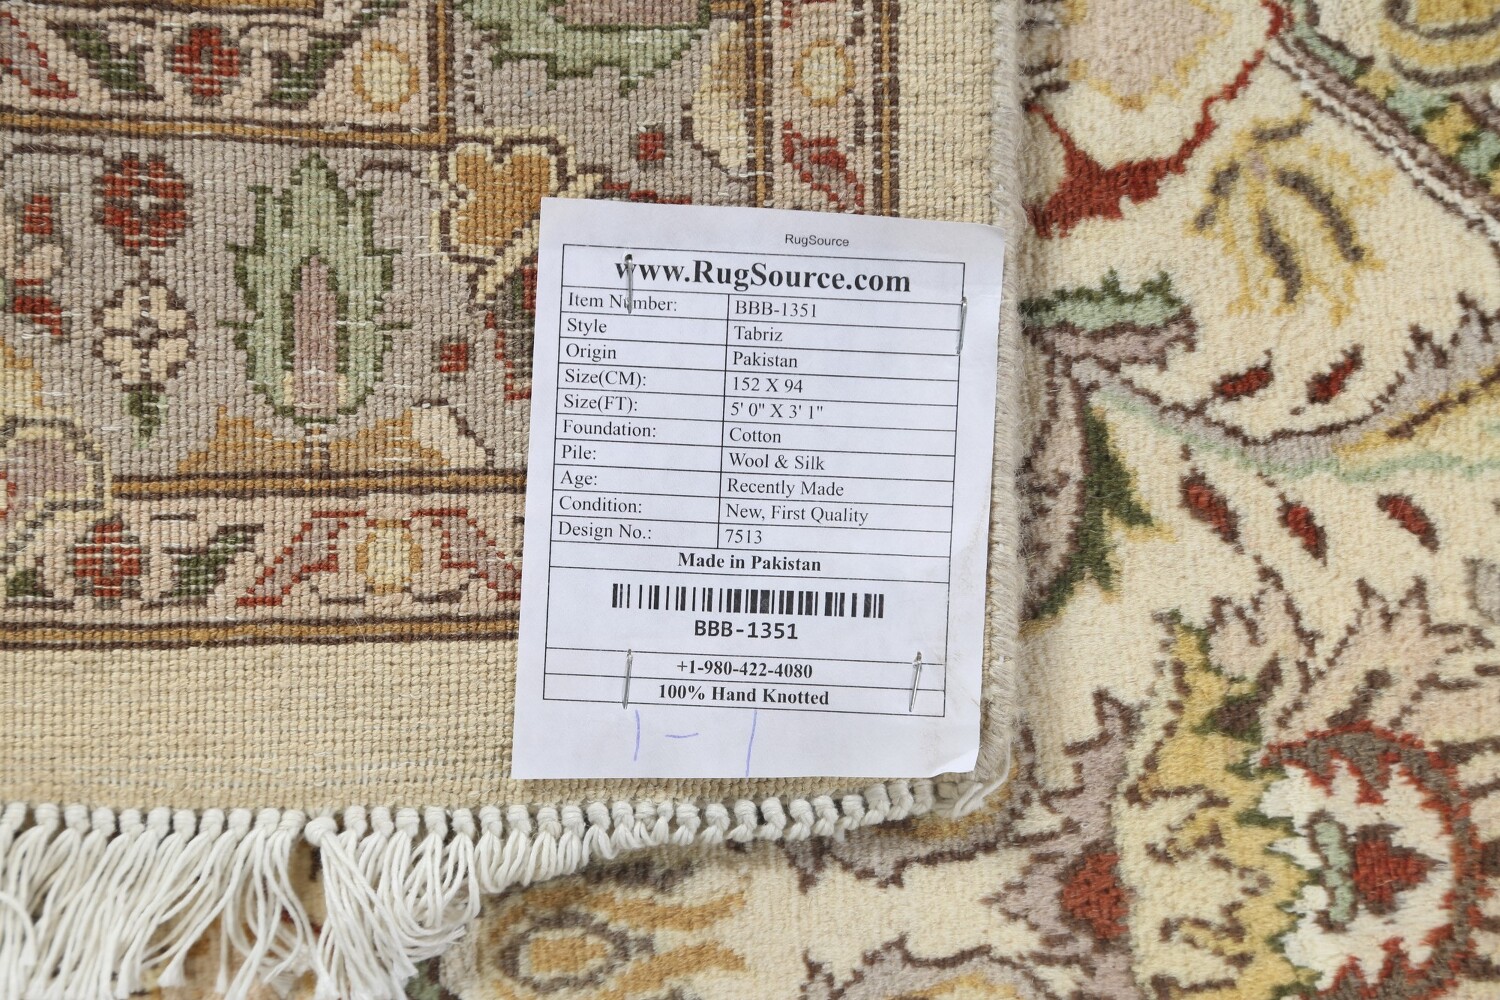 RugSource
www.RugSource.com
Item Number: BBB-1351
Style Tabriz
Origin Pakistan
Size(CM): 152 X 94
Size(FT): 5' 0" X 3' 1"
Foundation: Cotton
Pile: Wool & Silk
Age: Recently Made
Condition: New, First Quality
Design No.: 7513
Made in Pakistan
BBB-1351
+1-980-422-4080
100% Hand Knotted
1 - 1